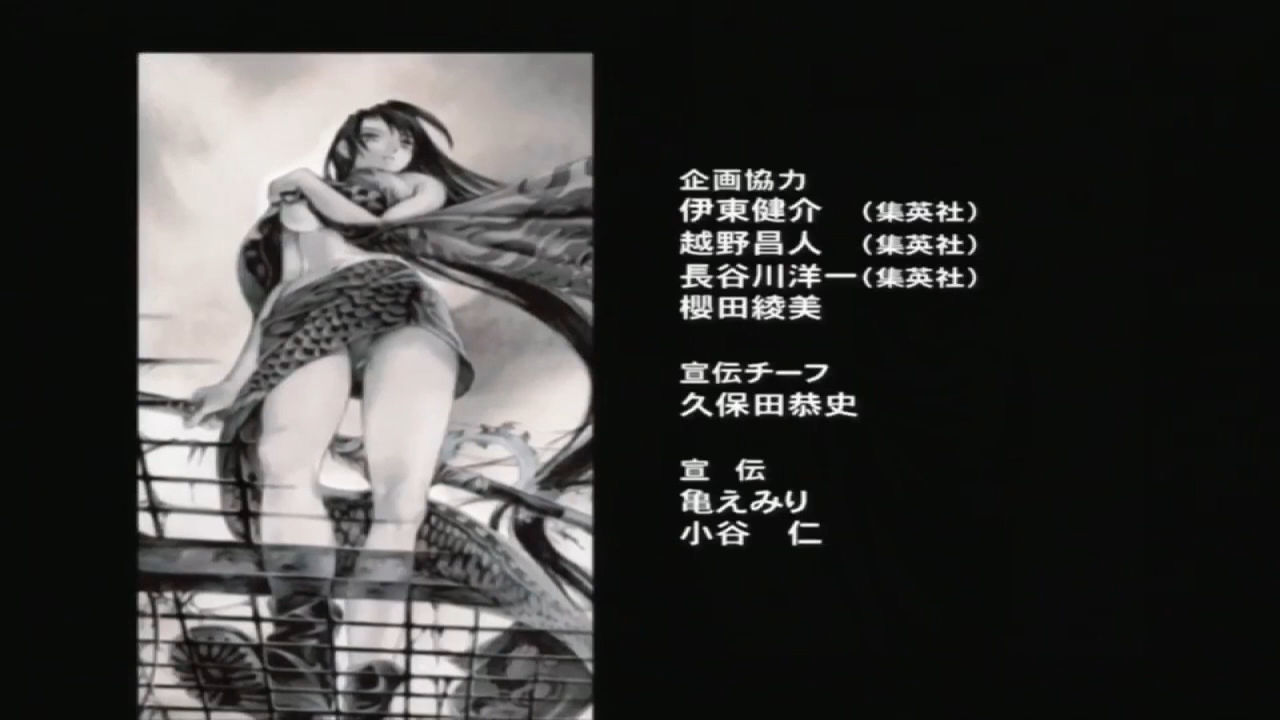 企画協力
伊東健介　（集英社）
越野昌人　（集英社）
長谷川洋一（集英社）
櫻田綾美
宣伝チーフ
久保田恭史
宣　伝
亀えみり
小谷　仁